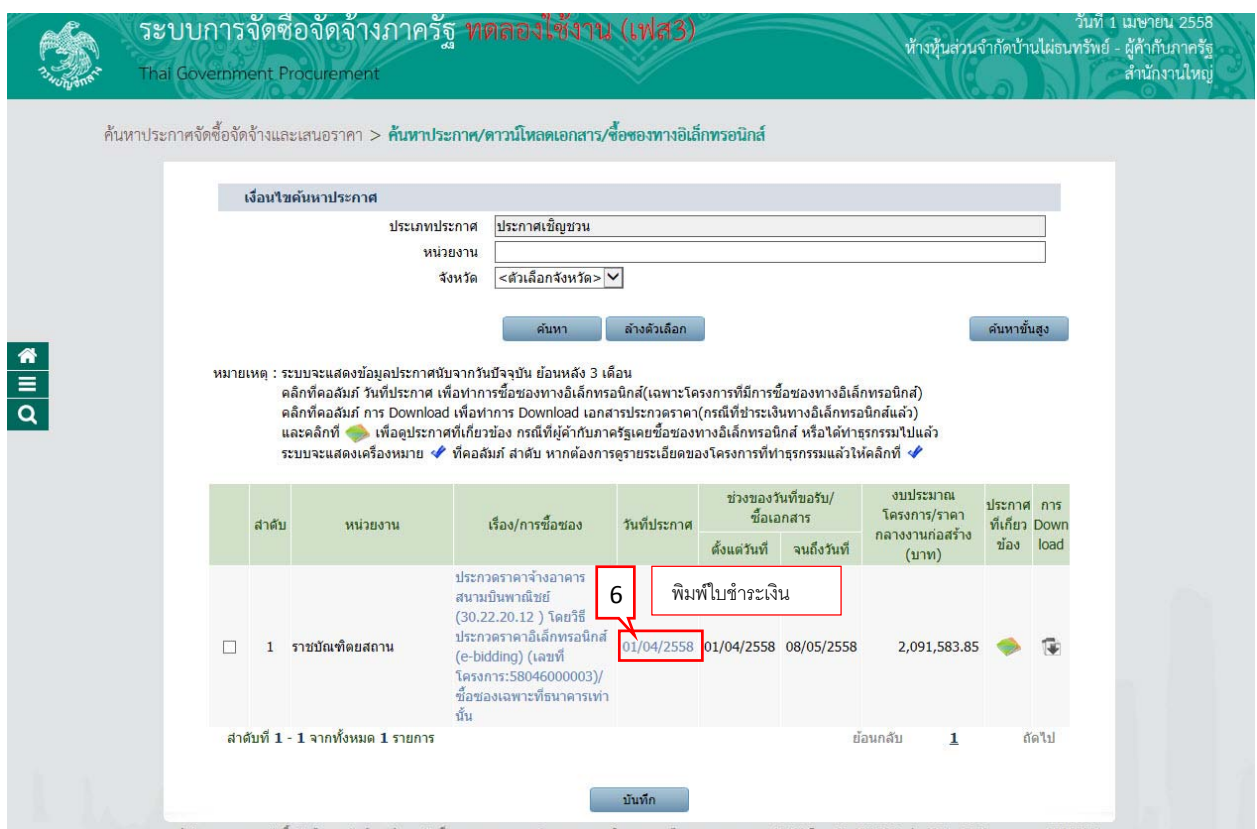 ระบบการจัดซื้อจัดจ้างภาครัฐ ทดลองใช้งาน (เฟส3)
Thai Government Procurement
วันที่ 1 เมษายน 2558
ห้างหุ้นส่วนจำกัดบ้านไผ่ธนทรัพย์ - ผู้ค้ากับภาครัฐ
สำนักงานใหญ่
กรมบัญชีกลาง
ค้นหาประกาศจัดซื้อจัดจ้างและเสนอราคา > ค้นหาประกาศ/ดาวน์โหลดเอกสาร/ซื้อซองทางอิเล็กทรอนิกส์
เงื่อนไขค้นหาประกาศ
ประเภทประกาศ ประกาศเชิญชวน
หน่วยงาน
จังหวัด <ตัวเลือกจังหวัด>
ค้นหา ล้างตัวเลือก ค้นหาขั้นสูง
หมายเหตุ : ระบบจะแสดงข้อมูลประกาศนับจากวันปัจจุบัน ย้อนหลัง 3 เดือน
คลิกที่คอลัมภ์ วันที่ประกาศ เพื่อทำการซื้อซองทางอิเล็กทรอนิกส์(เฉพาะโครงการที่มีการซื้อซองทางอิเล็กทรอนิกส์)
คลิกที่คอลัมภ์ การ Download เพื่อทำการ Download เอกสารประกวดราคา(กรณีที่ชำระเงินทางอิเล็กทรอนิกส์แล้ว)
และคลิกที่ เพื่อดูประกาศที่เกี่ยวข้อง กรณีที่ผู้ค้ากับภาครัฐเคยซื้อซองทางอิเล็กทรอนิกส์ หรือได้ทำธุรกรรมไปแล้ว
ระบบจะแสดงเครื่องหมาย ที่คอลัมภ์ ลำดับ หากต้องการดูรายระเอียดของโครงการที่ทำธุรกรรมแล้วให้คลิกที่
ลำดับ หน่วยงาน เรื่อง/การซื้อซอง วันที่ประกาศ
ช่วงของวันที่ขอรับ/
ซื้อเอกสาร
ตั้งแต่วันที่ จนถึงวันที่
งบประมาณ
โครงการ/ราคา
กลางงานก่อสร้าง
(บาท)
ประกาศ
ที่เกี่ยว
ข้อง
การ
Down
load
1 ราชบัณฑิตยสถาน
ประกวดราคาจ้างอาคาร
สนามบินพาณิชย์
(30.22.20.12 ) โดยวิธี
ประกวดราคาอิเล็กทรอนิกส์
(e-bidding) (เลขที่
โครงการ:58046000003)/
ซื้อซองเฉพาะที่ธนาคารเท่า
นั้น
6 พิมพ์ใบชำระเงิน
01/04/2558 01/04/2558 08/05/2558 2,091,583.85
ลำดับที่ 1 - 1 จากทั้งหมด 1 รายการ
ย้อนกลับ 1 ถัดไป
บันทึก